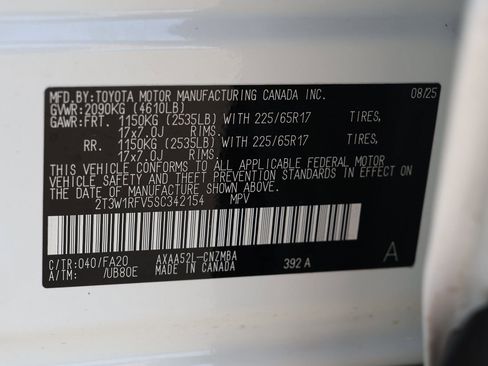 MFD.BY:TOYOTA MOTOR MANUFACTURING CANADA INC. 08/25
GVWR:2090KG (4610LB)
GAWR:FRT. 1150KG (2535LB) WITH 225/65R17 TIRES,
17x7.0J RIMS.
RR. 1150KG (2535LB) WITH 225/65R17 TIRES,
17x7.0J RIMS.
THIS VEHICLE CONFORMS TO ALL APPLICABLE FEDERAL MOTOR
VEHICLE SAFETY AND THEFT PREVENTION STANDARDS IN EFFECT ON
THE DATE OF MANUFACTURE SHOWN ABOVE.
2T3W1RFV5SC342154 MPV
C/TR:040/FA20 AXAA52L-CNZMBA
A/TM: /UB80E MADE IN CANADA 392 A A